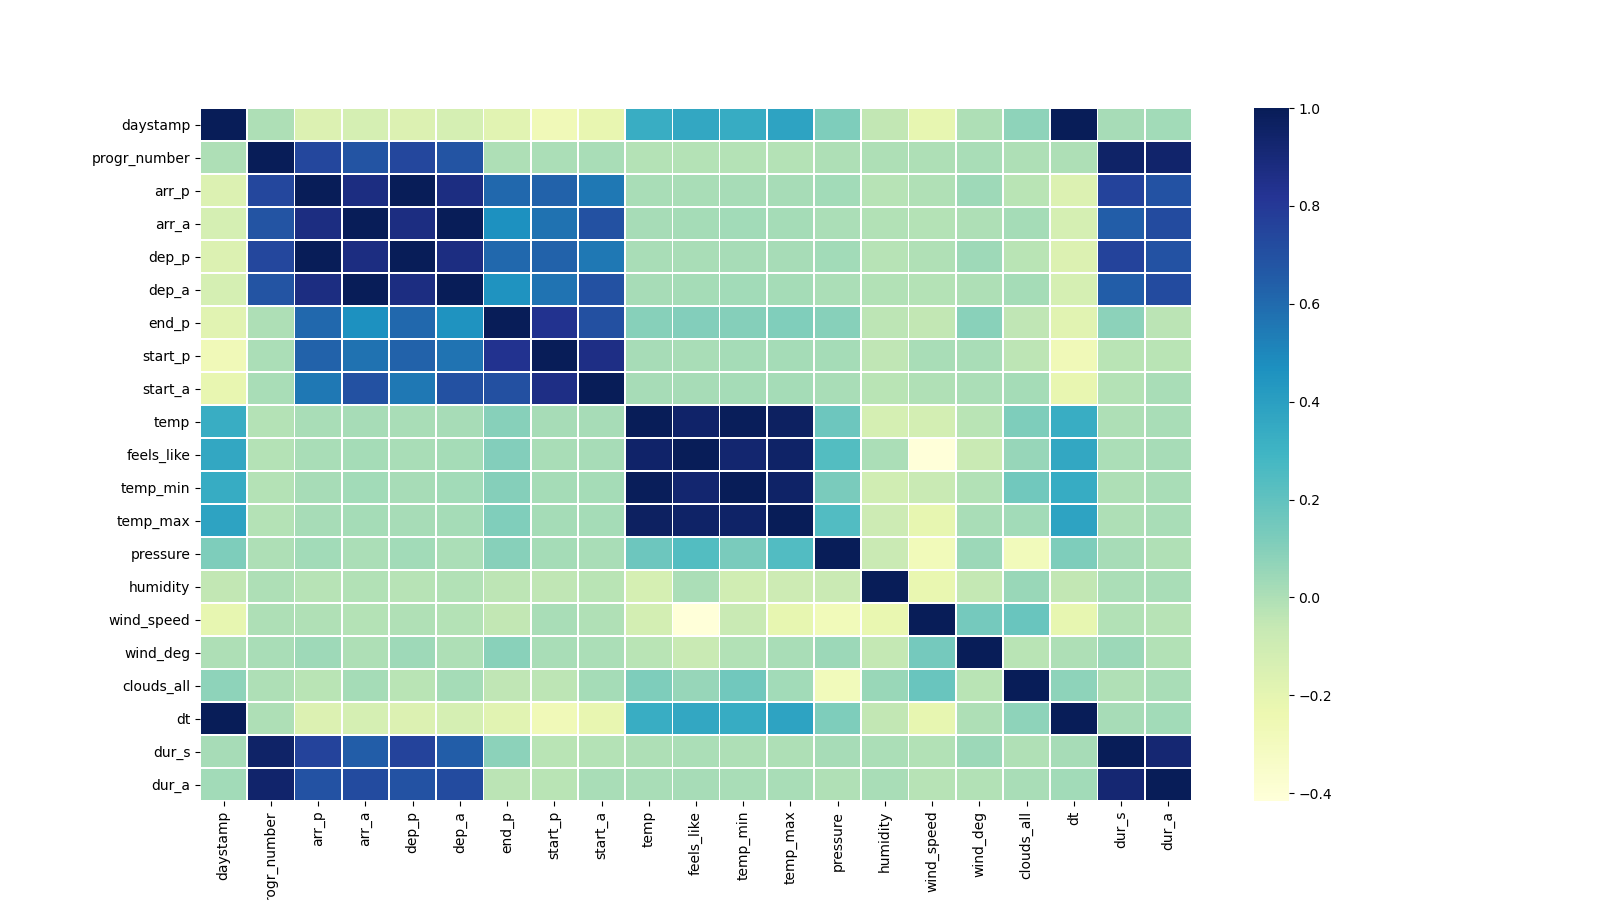 daystamp
progr_number
arr_p
arr_a
dep_p
dep_a
end_p
start_p
start_a
temp
feels_like
temp_min
temp_max
pressure
humidity
wind_speed
wind_deg
clouds_all
dt
dur_s
dur_a
daystamp
rogr_number
arr_p
arr_a
dep_p
dep_a
end_p
start_p
start_a
temp
feels_like
temp_min
temp_max
pressure
humidity
wind_speed
wind_deg
clouds_all
dt
dur_s
dur_a
1.0
0.8
0.6
0.4
0.2
0.0
−0.2
−0.4